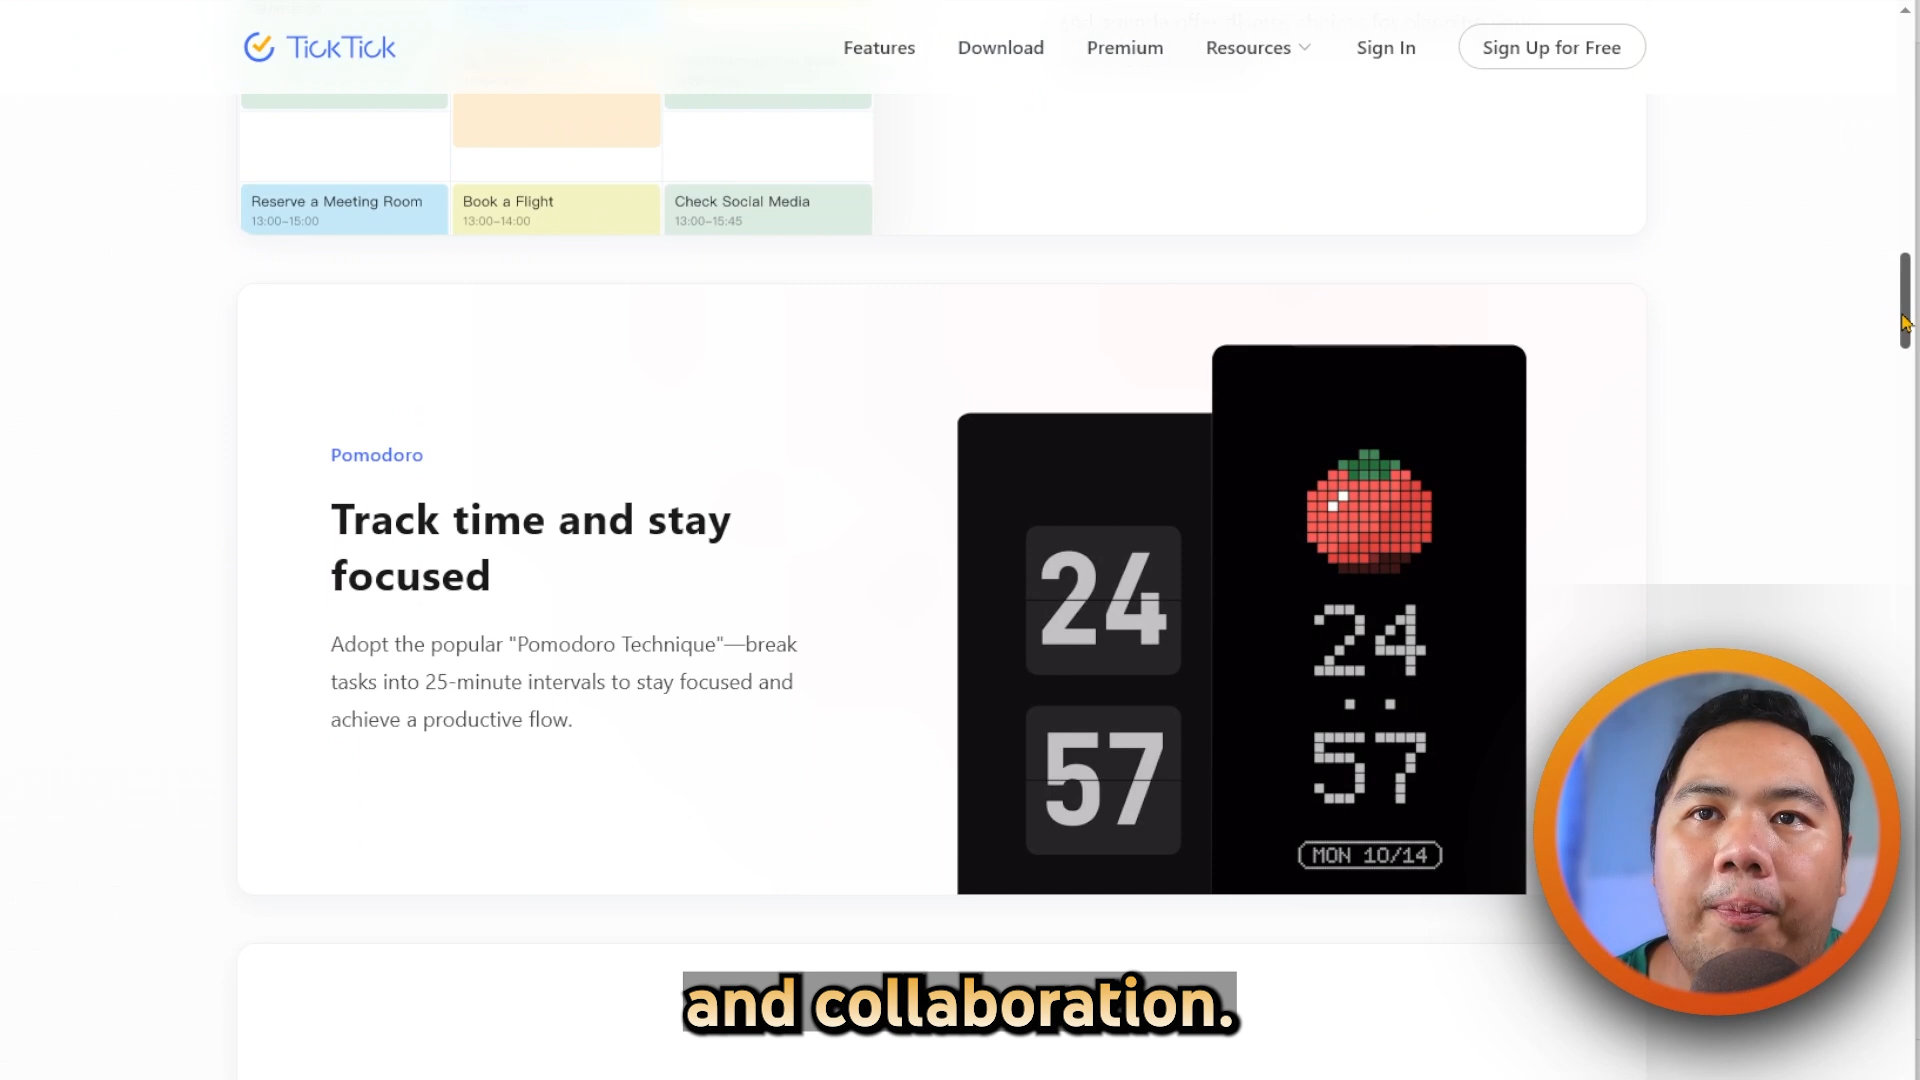 TickTick
Features
Download
Premium
Resources
Sign In
Sign Up for Free
Reserve a Meeting Room
13:00–15:00
Book a Flight
13:00–14:00
Check Social Media
13:00–15:45
Pomodoro
Track time and stay
focused
Adopt the popular "Pomodoro Technique"—break
tasks into 25-minute intervals to stay focused and
achieve a productive flow.
24
57
24
:
57
MON 10/14
and collaboration.